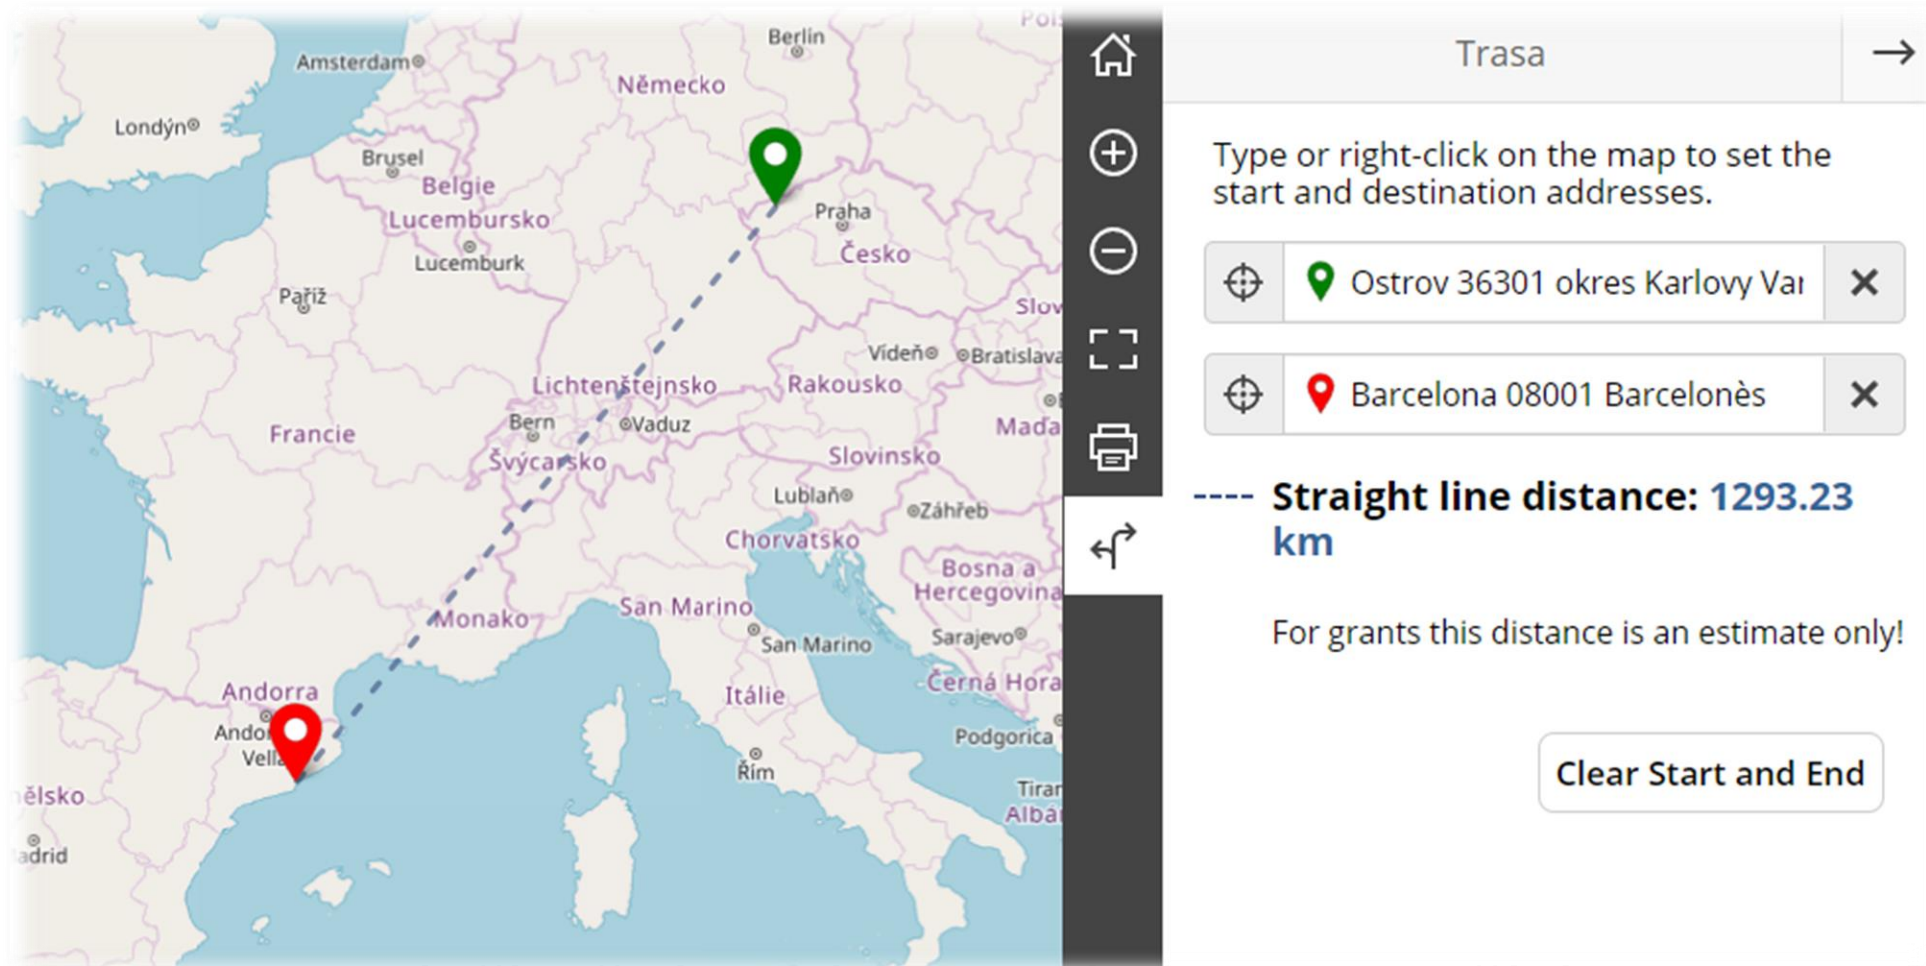 Berlín
Amsterdam
Německo
Londýn
Brusel
Belgie
Praha
Lucembursko
Česko
Lucemburk
Paříž
Vídeň
Bratislava
Lichtenštejnsko
Rakousko
Bern
Vaduz
Francie
Švýcarsko
Slovinsko
Lublaň
Záhřeb
Chorvatsko
Bosna a
Hercegovina
San Marino
Monako
Sarajevo
San Marino
Černá Hora
Andorra
Itálie
Podgorica
Řím
Trasa
Type or right-click on the map to set the
start and destination addresses.
Ostrov 36301 okres Karlovy Var
Barcelona 08001 Barcelonès
Straight line distance: 1293.23
km
For grants this distance is an estimate only!
Clear Start and End